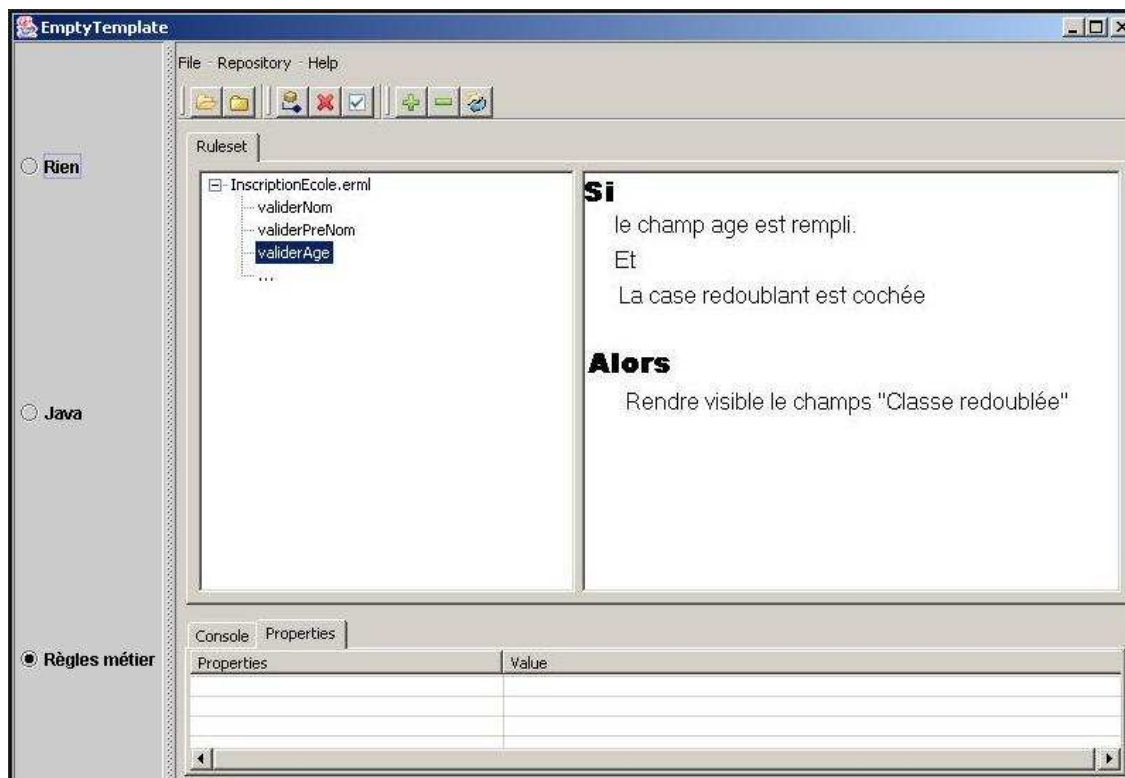 EmptyTemplate
File Repository Help
Rien
Java
Règles métier
Ruleset
InscriptionEcole.erml
validerNom
validerPreNom
validerAge
...
Si
le champ age est rempli.
Et
La case redoublant est cochée
Alors
Rendre visible le champs "Classe redoublée"
Console Properties
Properties Value